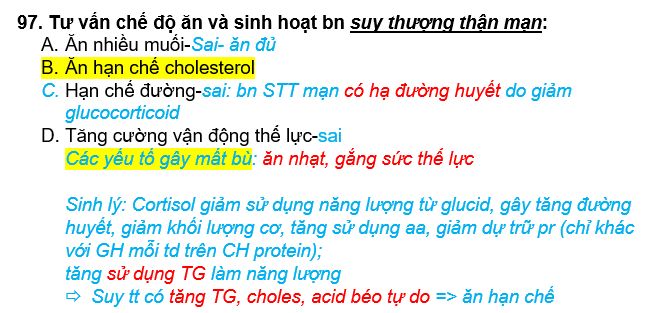 97. Tư vấn chế độ ăn và sinh hoạt bn suy thượng thận mạn:
A. Ăn nhiều muối-Sai- ăn đủ
B. Ăn hạn chế cholesterol
C. Hạn chế đường-sai: bn STT mạn có hạ đường huyết do giảm
glucocorticoid
D. Tăng cường vận động thể lực-sai
Các yếu tố gây mất bù: ăn nhạt, gắng sức thể lực
Sinh lý: Cortisol giảm sử dụng năng lượng từ glucid, gây tăng đường
huyết, giảm khối lượng cơ, tăng sử dụng aa, giảm dự trữ pr (chỉ khác
với GH mỗi td trên CH protein);
tăng sử dụng TG làm năng lượng
⇨ Suy tt có tăng TG, choles, acid béo tự do => ăn hạn chế